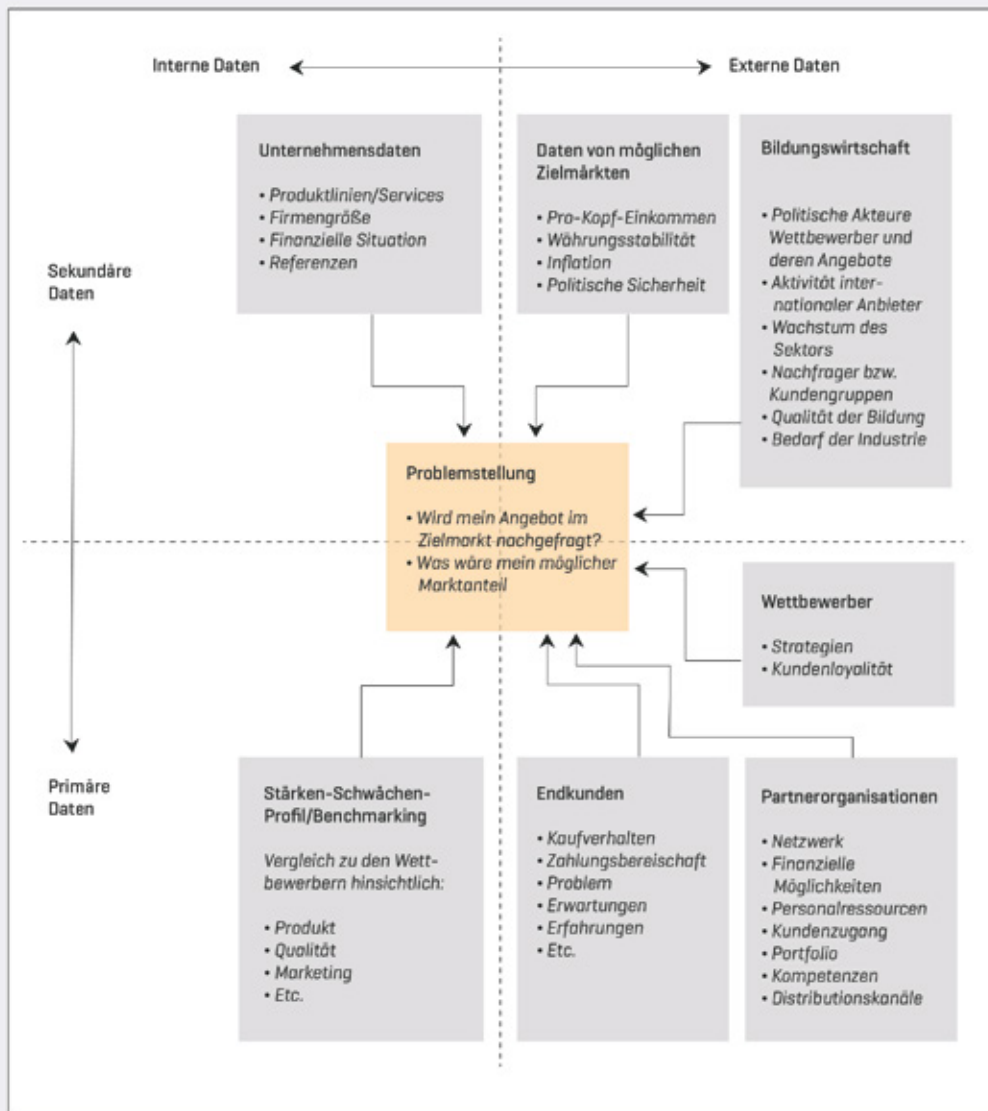 Interne Daten
Externe Daten
Sekundäre
Daten
Primäre
Daten
Unternehmensdaten
• Produktlinien/Services
• Firmengröße
• Finanzielle Situation
• Referenzen
Daten von möglichen
Zielmärkten
• Pro-Kopf-Einkommen
• Währungsstabilität
• Inflation
• Politische Sicherheit
Bildungswirtschaft
• Politische Akteure
Wettbewerber und
deren Angebote
• Aktivität inter-
nationaler Anbieter
• Wachstum des
Sektors
• Nachfrager bzw.
Kundengruppen
• Qualität der Bildung
• Bedarf der Industrie
Problemstellung
• Wird mein Angebot im
Zielmarkt nachgefragt?
• Was wäre mein möglicher
Marktanteil
Wettbewerber
• Strategien
• Kundenloyalität
Stärken-Schwächen-
Profil/Benchmarking
Vergleich zu den Wett-
bewerbern hinsichtlich:
• Produkt
• Qualität
• Marketing
• Etc.
Endkunden
• Kaufverhalten
• Zahlungsbereischaft
• Problem
• Erwartungen
• Erfahrungen
• Etc.
Partnerorganisationen
• Netzwerk
• Finanzielle
Möglichkeiten
• Personalressourcen
• Kundenzugang
• Portfolio
• Kompetenzen
• Distributionskanäle